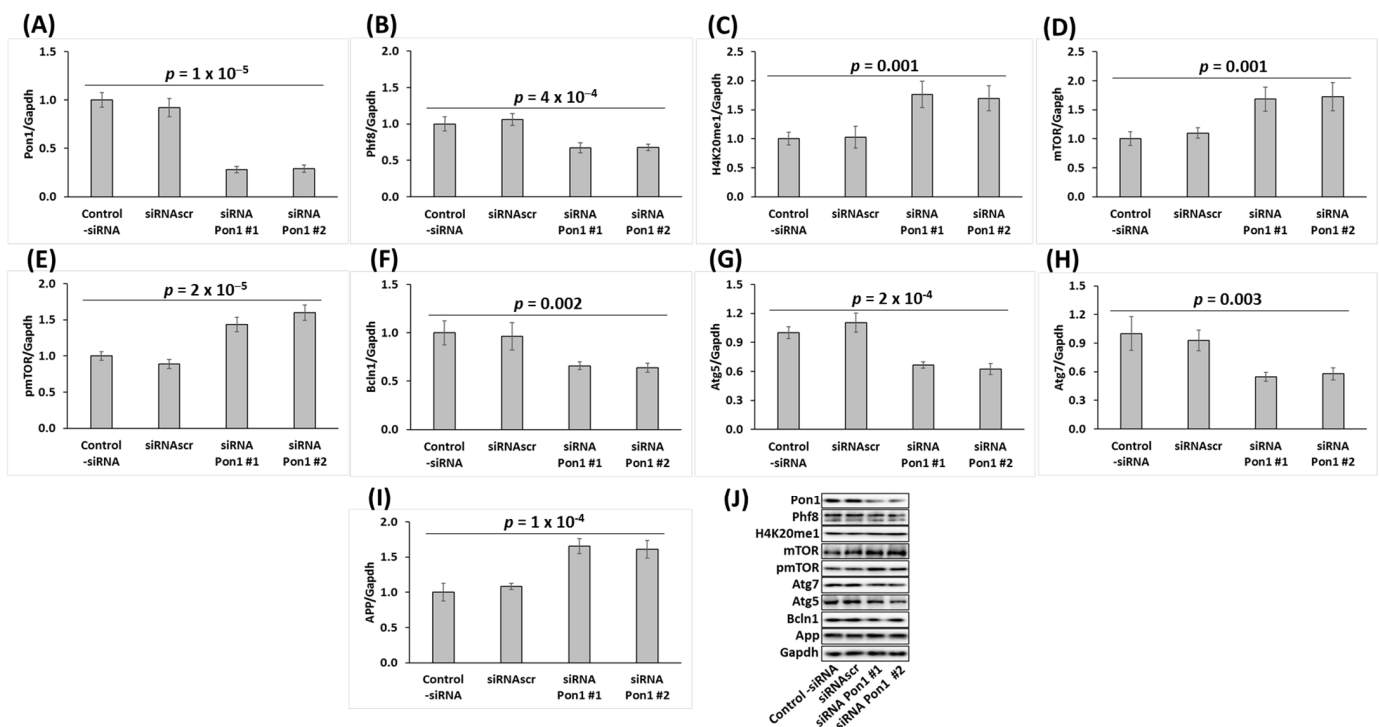 (A)
Pon1/Gapdh
1.5
1.0
0.5
0.0
p = 1 x 10⁻⁵
Control
-siRNA
siRNAscr
siRNA
Pon1 #1
siRNA
Pon1 #2
(B)
Phf8/Gapdh
2.0
1.5
1.0
0.5
0.0
p = 4 x 10⁻⁴
Control
-siRNA
siRNAscr
siRNA
Pon1 #1
siRNA
Pon1 #2
(C)
H4K20me1/Gapdh
2.5
2.0
1.5
1.0
0.5
0.0
p = 0.001
Control
-siRNA
siRNAscr
siRNA
Pon1 #1
siRNA
Pon1 #2
(D)
mTOR/Gapgh
2.5
2.0
1.5
1.0
0.5
0.0
p = 0.001
Control
-siRNA
siRNAscr
siRNA
Pon1 #1
siRNA
Pon1 #2
(E)
pmTOR/Gapdh
2.0
1.5
1.0
0.5
0.0
p = 2 x 10⁻⁵
Control
-siRNA
siRNAscr
siRNA
Pon1 #1
siRNA
Pon1 #2
(F)
Bcln1/Gapdh
1.5
1.0
0.5
0.0
p = 0.002
Control
-siRNA
siRNAscr
siRNA
Pon1 #1
siRNA
Pon1 #2
(G)
Atg5/Gapdh
1.5
1.2
0.9
0.6
0.3
0.0
p = 2 x 10⁻⁴
Control
-siRNA
siRNAscr
siRNA
Pon1 #1
siRNA
Pon1 #2
(H)
Atg7/Gapdh
1.5
1.2
0.9
0.6
0.3
0.0
p = 0.003
Control
-siRNA
siRNAscr
siRNA
Pon1 #1
siRNA
Pon1 #2
(I)
APP/Gapdh
2.0
1.5
1.0
0.5
0.0
p = 1 x 10⁻⁴
Control
-siRNA
siRNAscr
siRNA
Pon1 #1
siRNA
Pon1 #2
(J)
Pon1
Phf8
H4K20me1
mTOR
pmTOR
Atg7
Atg5
Bcln1
App
Gapdh
Control -siRNA
siRNAscr
siRNA Pon1 #1
siRNA Pon1 #2